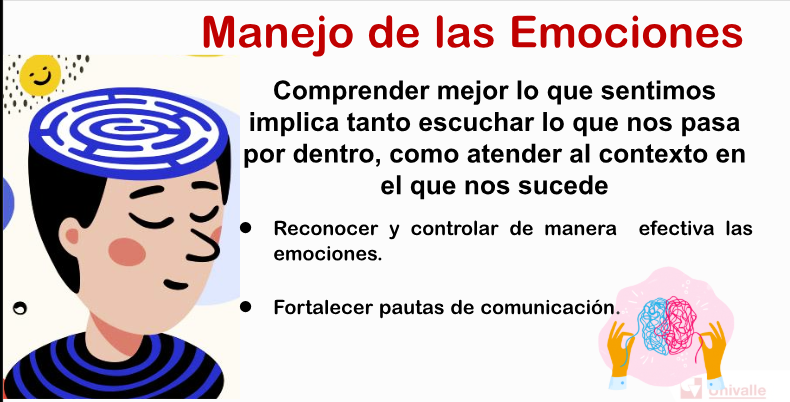 Manejo de las Emociones
Comprender mejor lo que sentimos
implica tanto escuchar lo que nos pasa
por dentro, como atender al contexto en
el que nos sucede
● Reconocer y controlar de manera efectiva las
emociones.
● Fortalecer pautas de comunicación.
Univalle